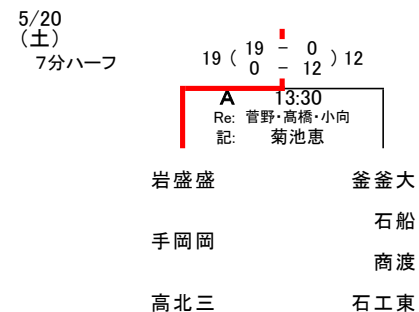 5/20
(土)
7分ハーフ
19 ( 19 − 0 ) 12
0 − 12
A 13:30
Re: 菅野・髙橋・小向
記: 菊池恵
盛岡三
盛岡北
岩手高
大船渡東
釜石商工
釜石